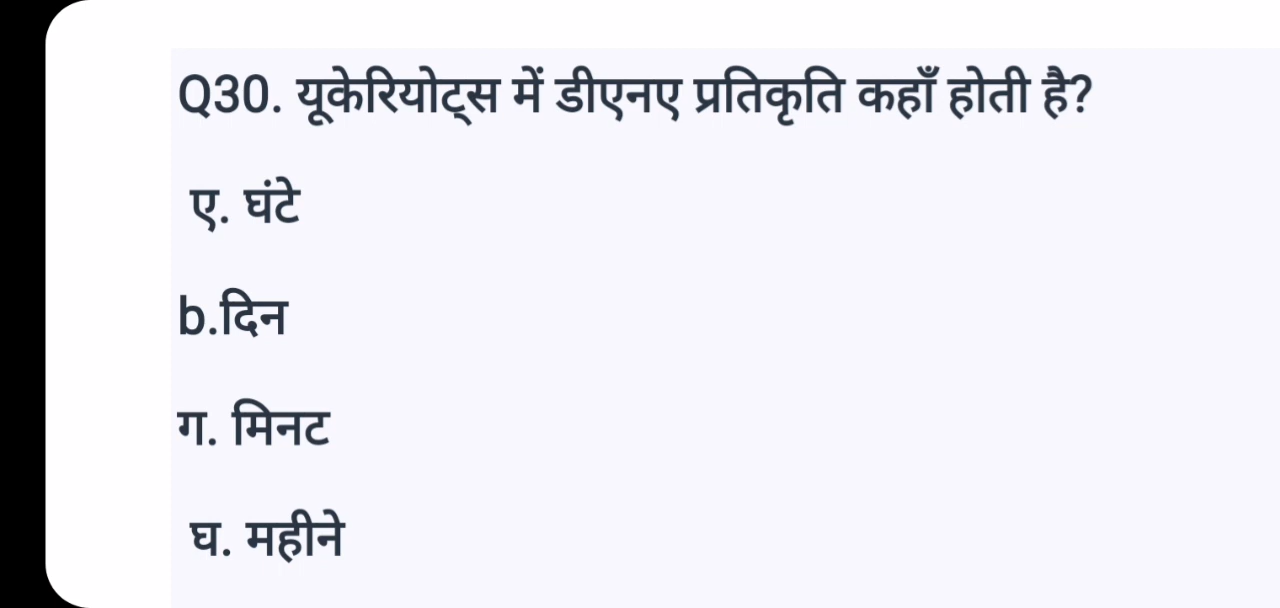 Q30. यूकेरियोट्स में डीएनए प्रतिकृति कहाँ होती है?
ए. घंटे
b.दिन
ग. मिनट
घ. महीने